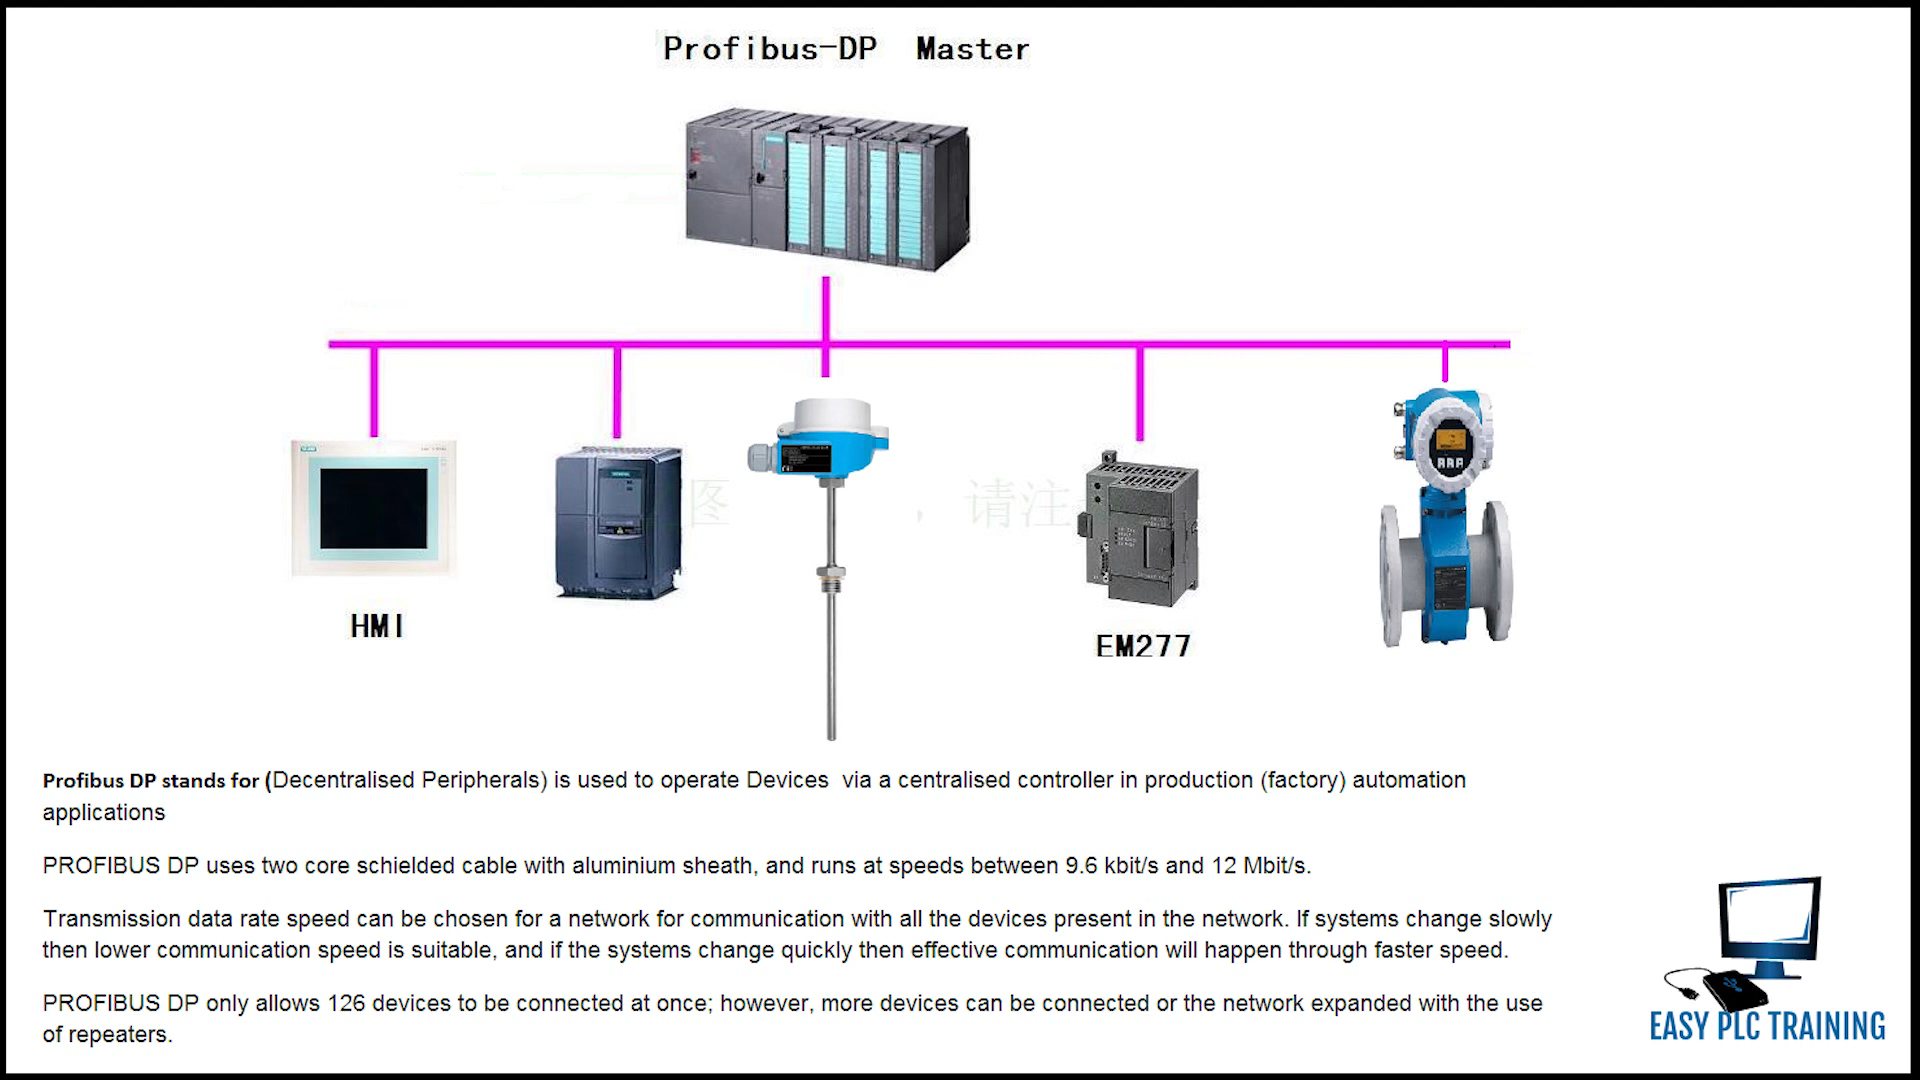 Profibus-DP Master
图 , 请注
HMI
EM277
Profibus DP stands for (Decentralised Peripherals) is used to operate Devices via a centralised controller in production (factory) automation
applications
PROFIBUS DP uses two core schielded cable with aluminium sheath, and runs at speeds between 9.6 kbit/s and 12 Mbit/s.
Transmission data rate speed can be chosen for a network for communication with all the devices present in the network. If systems change slowly
then lower communication speed is suitable, and if the systems change quickly then effective communication will happen through faster speed.
PROFIBUS DP only allows 126 devices to be connected at once; however, more devices can be connected or the network expanded with the use
of repeaters.
EASY PLC TRAINING